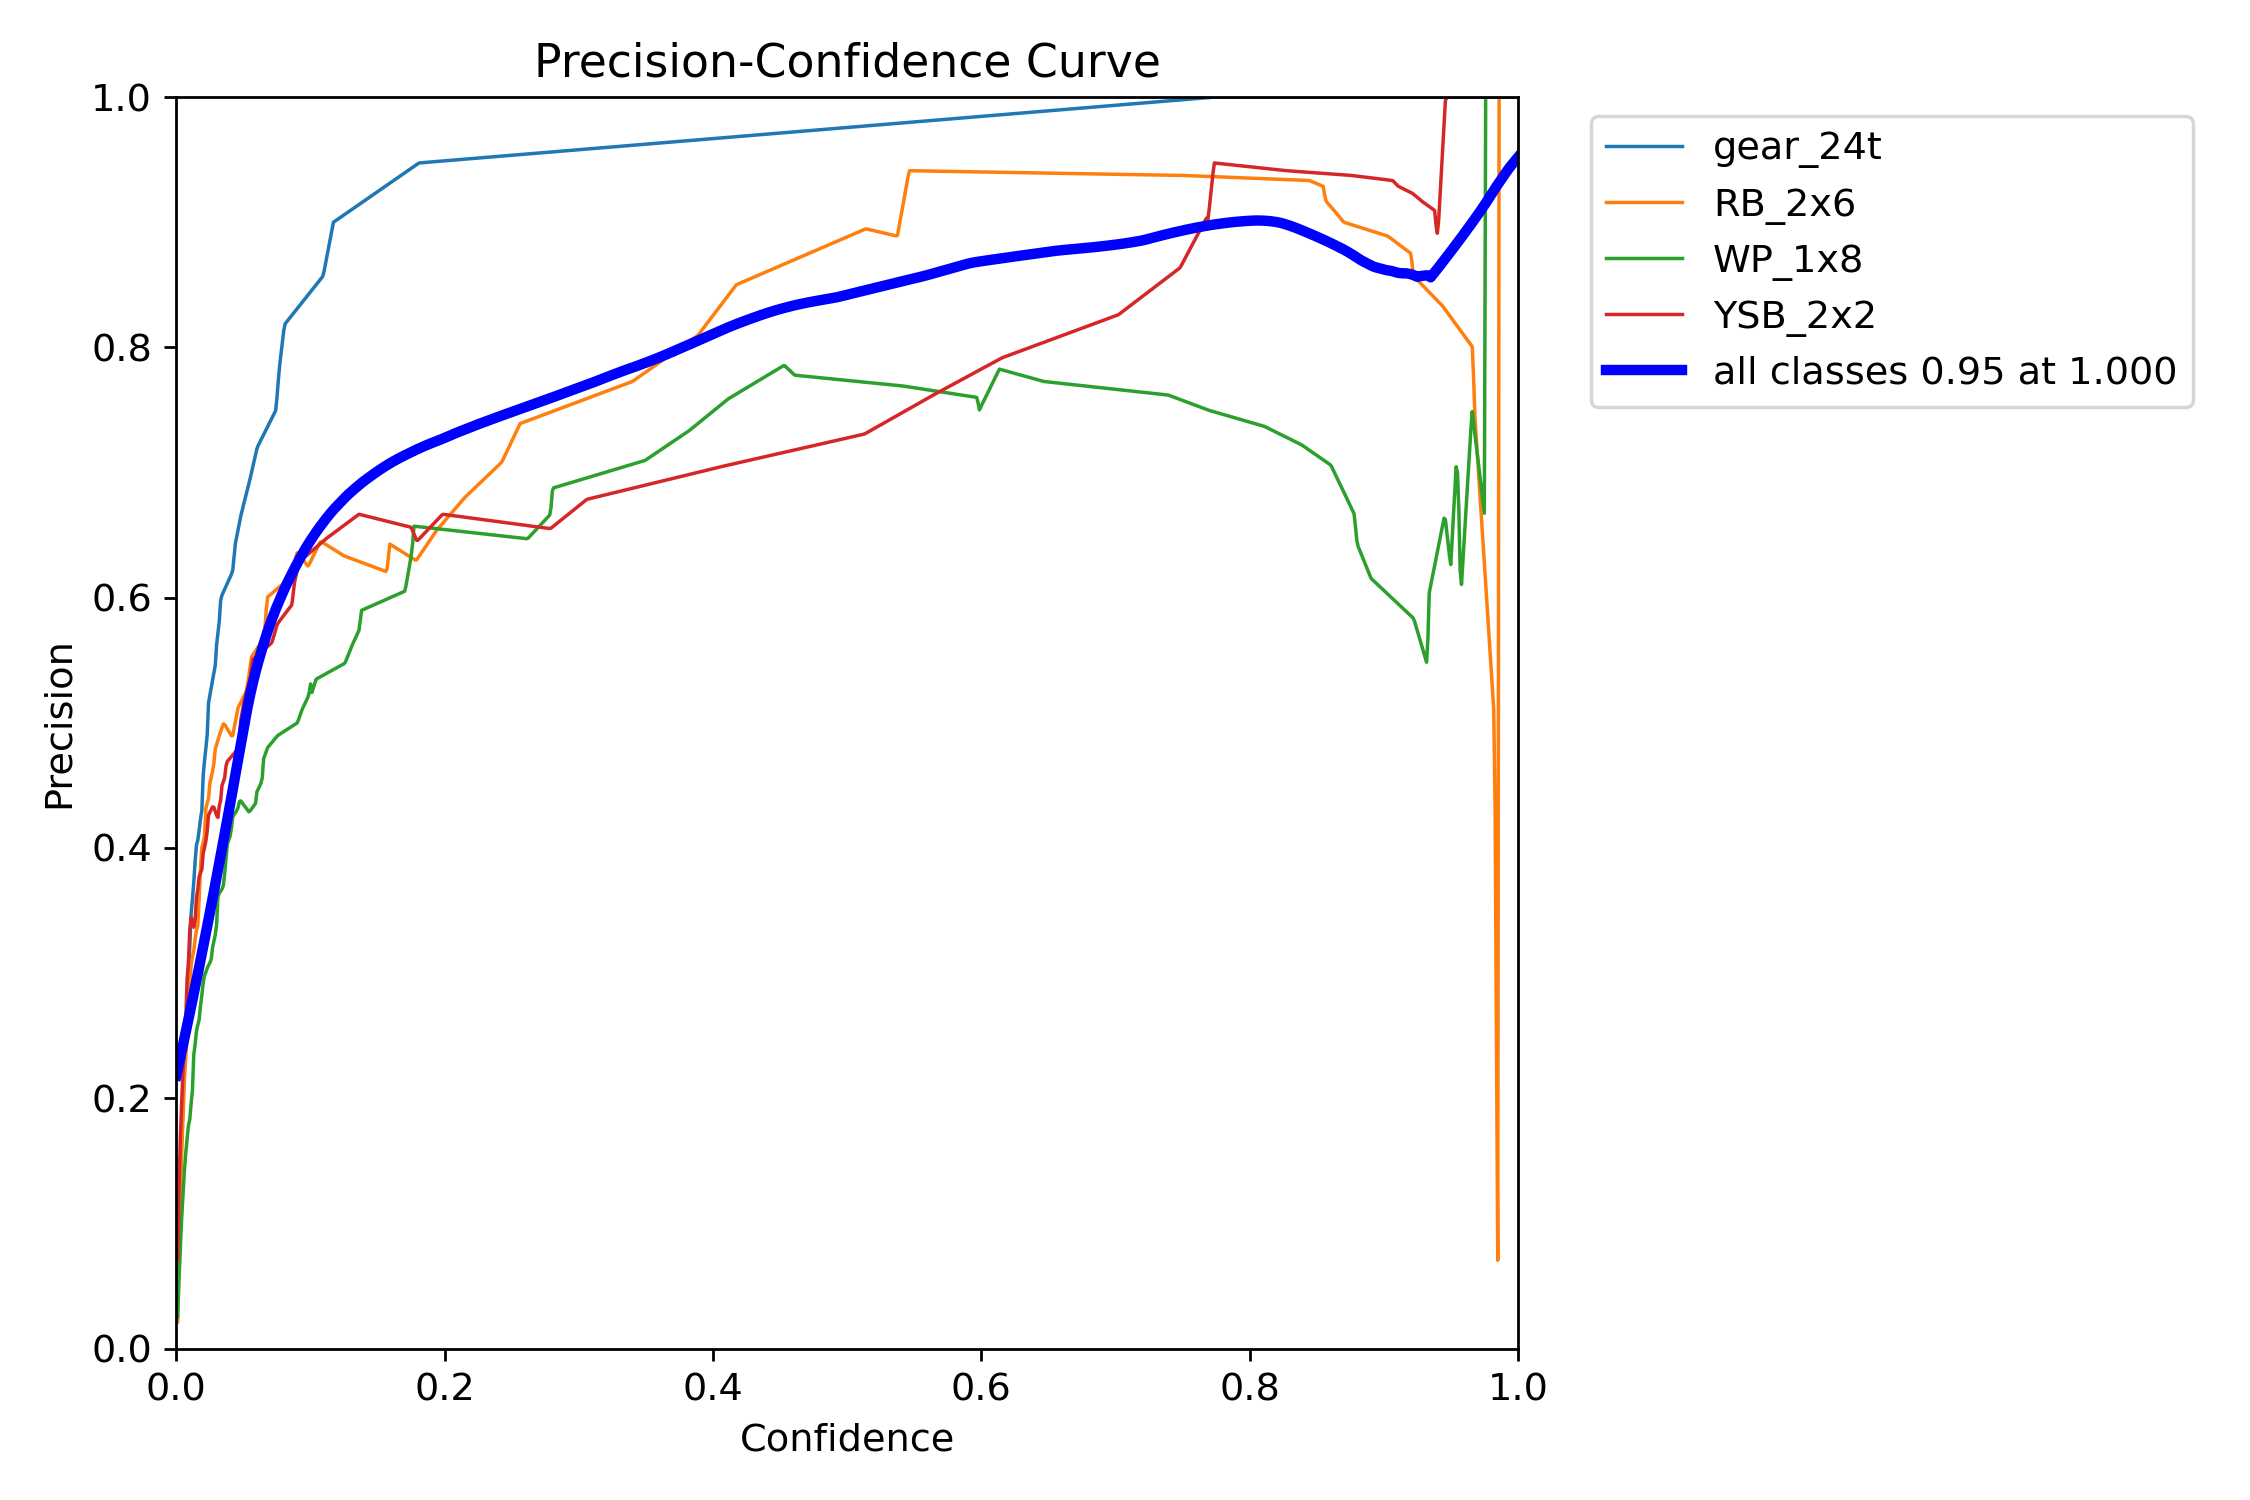 Precision-Confidence Curve
1.0
0.8
0.6
0.4
0.2
0.0
Precision
0.0 0.2 0.4 0.6 0.8 1.0
Confidence
gear_24t
RB_2x6
WP_1x8
YSB_2x2
all classes 0.95 at 1.000